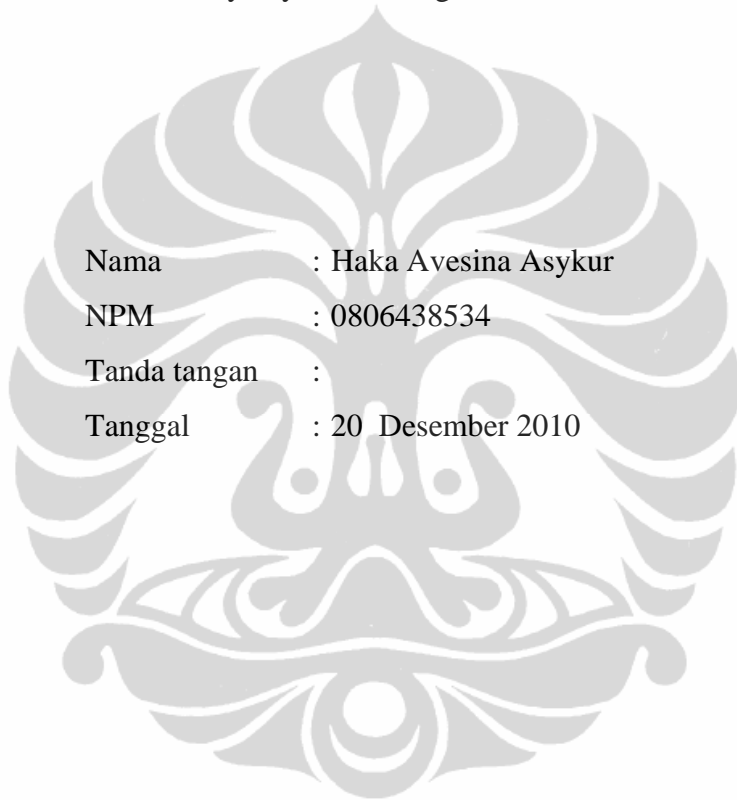 Nama : Haka Avesina Asykur
NPM : 0806438534
Tanda tangan :
Tanggal : 20 Desember 2010